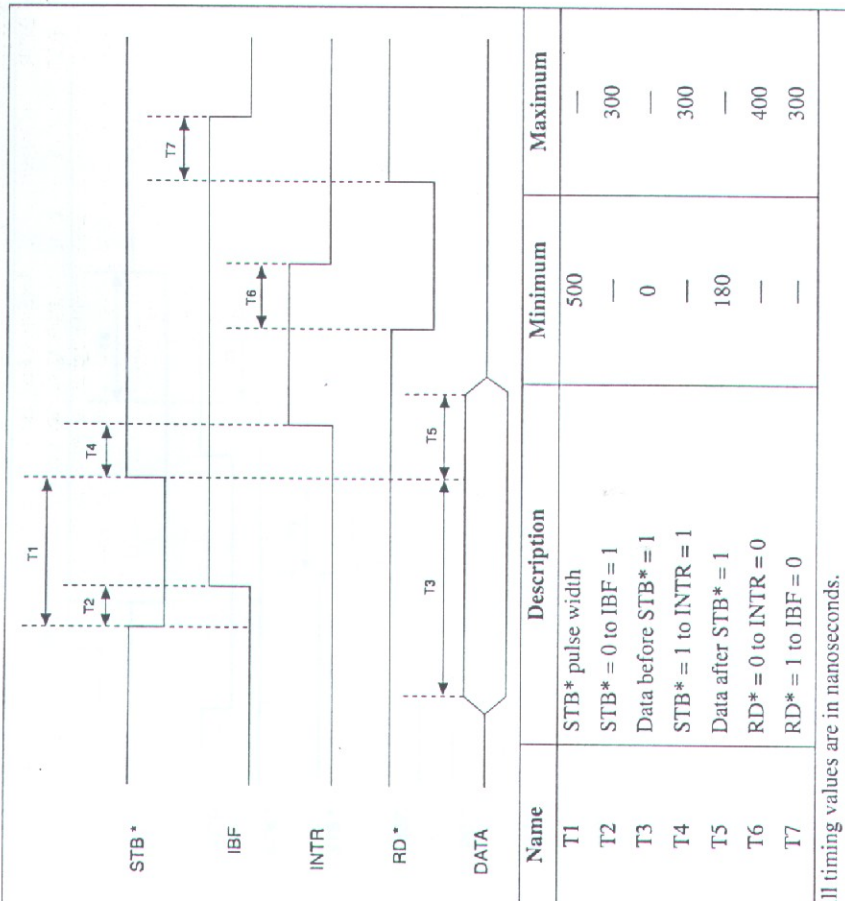 T1
T2
T4
T7
T6
T3
T5
STB*
IBF
INTR
RD*
DATA
Name Description Minimum Maximum
T1 STB* pulse width 500 —
T2 STB* = 0 to IBF = 1 — 300
T3 Data before STB* = 1 0 —
T4 STB* = 1 to INTR = 1 — 300
T5 Data after STB* = 1 180 —
T6 RD* = 0 to INTR = 0 — 400
T7 RD* = 1 to IBF = 0 — 300
ll timing values are in nanoseconds.